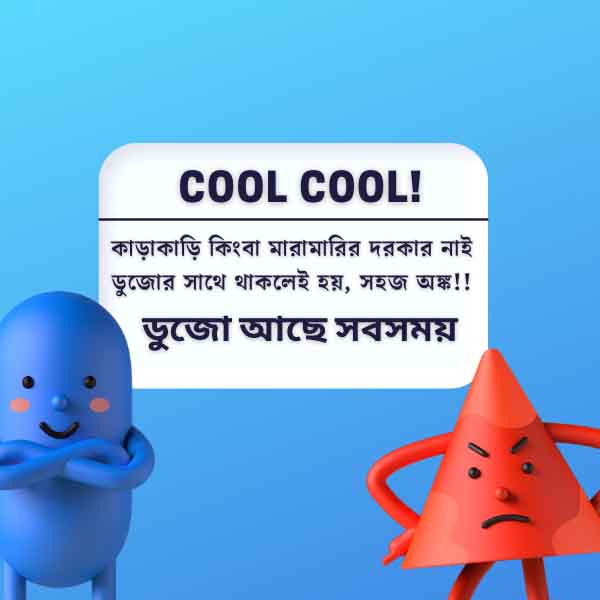 COOL COOL!
কাড়াকাড়ি কিংবা মারামারির দরকার নাই
ডুজোর সাথে থাকলেই হয়, সহজ অঙ্ক!!
ডুজো আছে সবসময়